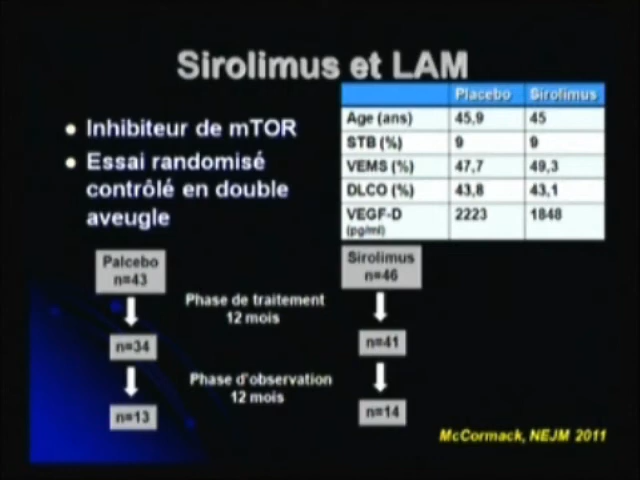 Sirolimus et LAM
Inhibiteur de mTOR
Essai randomisé
contrôlé en double
aveugle
Placebo Sirolimus
Age (ans) 45,9 45
STB (%) 9 9
VEMS (%) 47,7 49,3
DLCO (%) 43,8 43,1
VEGF-D 2223 1848
(pg/ml)
Palcebo
n=43
Sirolimus
n=46
Phase de traitement
12 mois
n=34
n=41
Phase d'observation
12 mois
n=13
n=14
McCormack, NEJM 2011